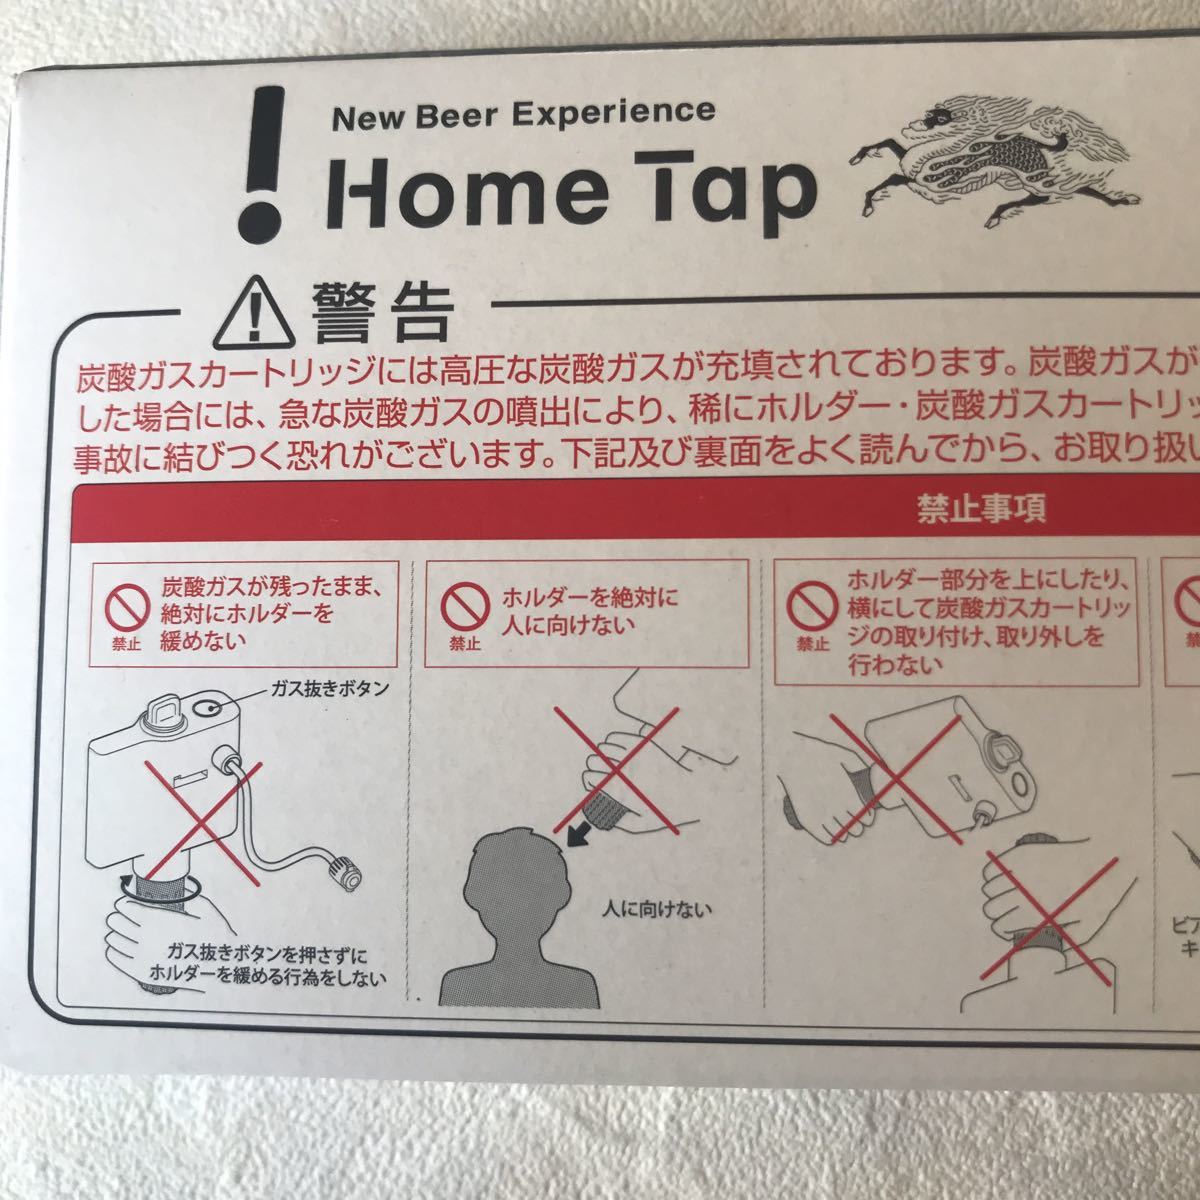 !
New Beer Experience
Home Tap
警告
炭酸ガスカートリッジには高圧な炭酸ガスが充填されております。炭酸ガスが
した場合には、急な炭酸ガスの噴出により、稀にホルダー・炭酸ガスカートリッ
事故に結びつく恐れがございます。下記及び裏面をよく読んでから、お取り扱い
禁止事項
禁止
炭酸ガスが残ったまま、
絶対にホルダーを
緩めない
ガス抜きボタン
ガス抜きボタンを押さずに
ホルダーを緩める行為をしない
禁止
ホルダーを絶対に
人に向けない
人に向けない
禁止
ホルダー部分を上にしたり、
横にして炭酸ガスカートリッ
ジの取り付け、取り外しを
行わない
禁
ビア
キ